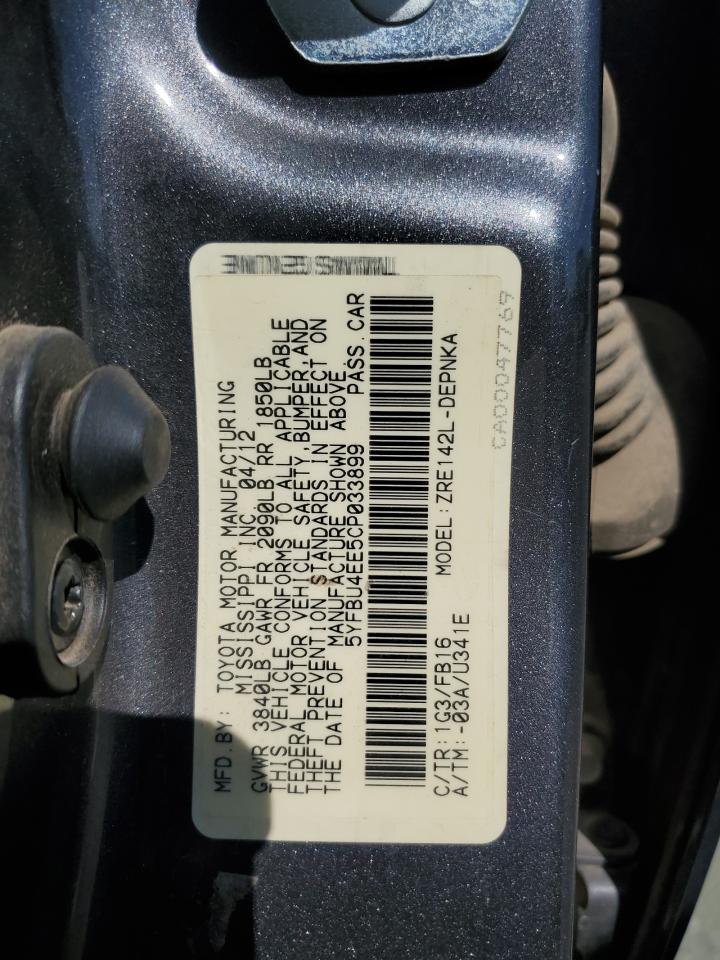 MFD.BY: TOYOTA MOTOR MANUFACTURING
MISSISSIPPI INC 04/12
GVWR 3840LB GAWR FR 2090LB RR 1850LB
THIS VEHICLE CONFORMS TO ALL APPLICABLE
FEDERAL MOTOR VEHICLE SAFETY,BUMPER,AND
THEFT PREVENTION STANDARDS IN EFFECT ON
THE DATE OF MANUFACTURE SHOWN ABOVE.
5YFBU4EE5CP033899 PASS.CAR
C/TR:1G3/FB16 MODEL:ZRE142L-DEPNKA
A/TM:-03A/U341E
CA00047769